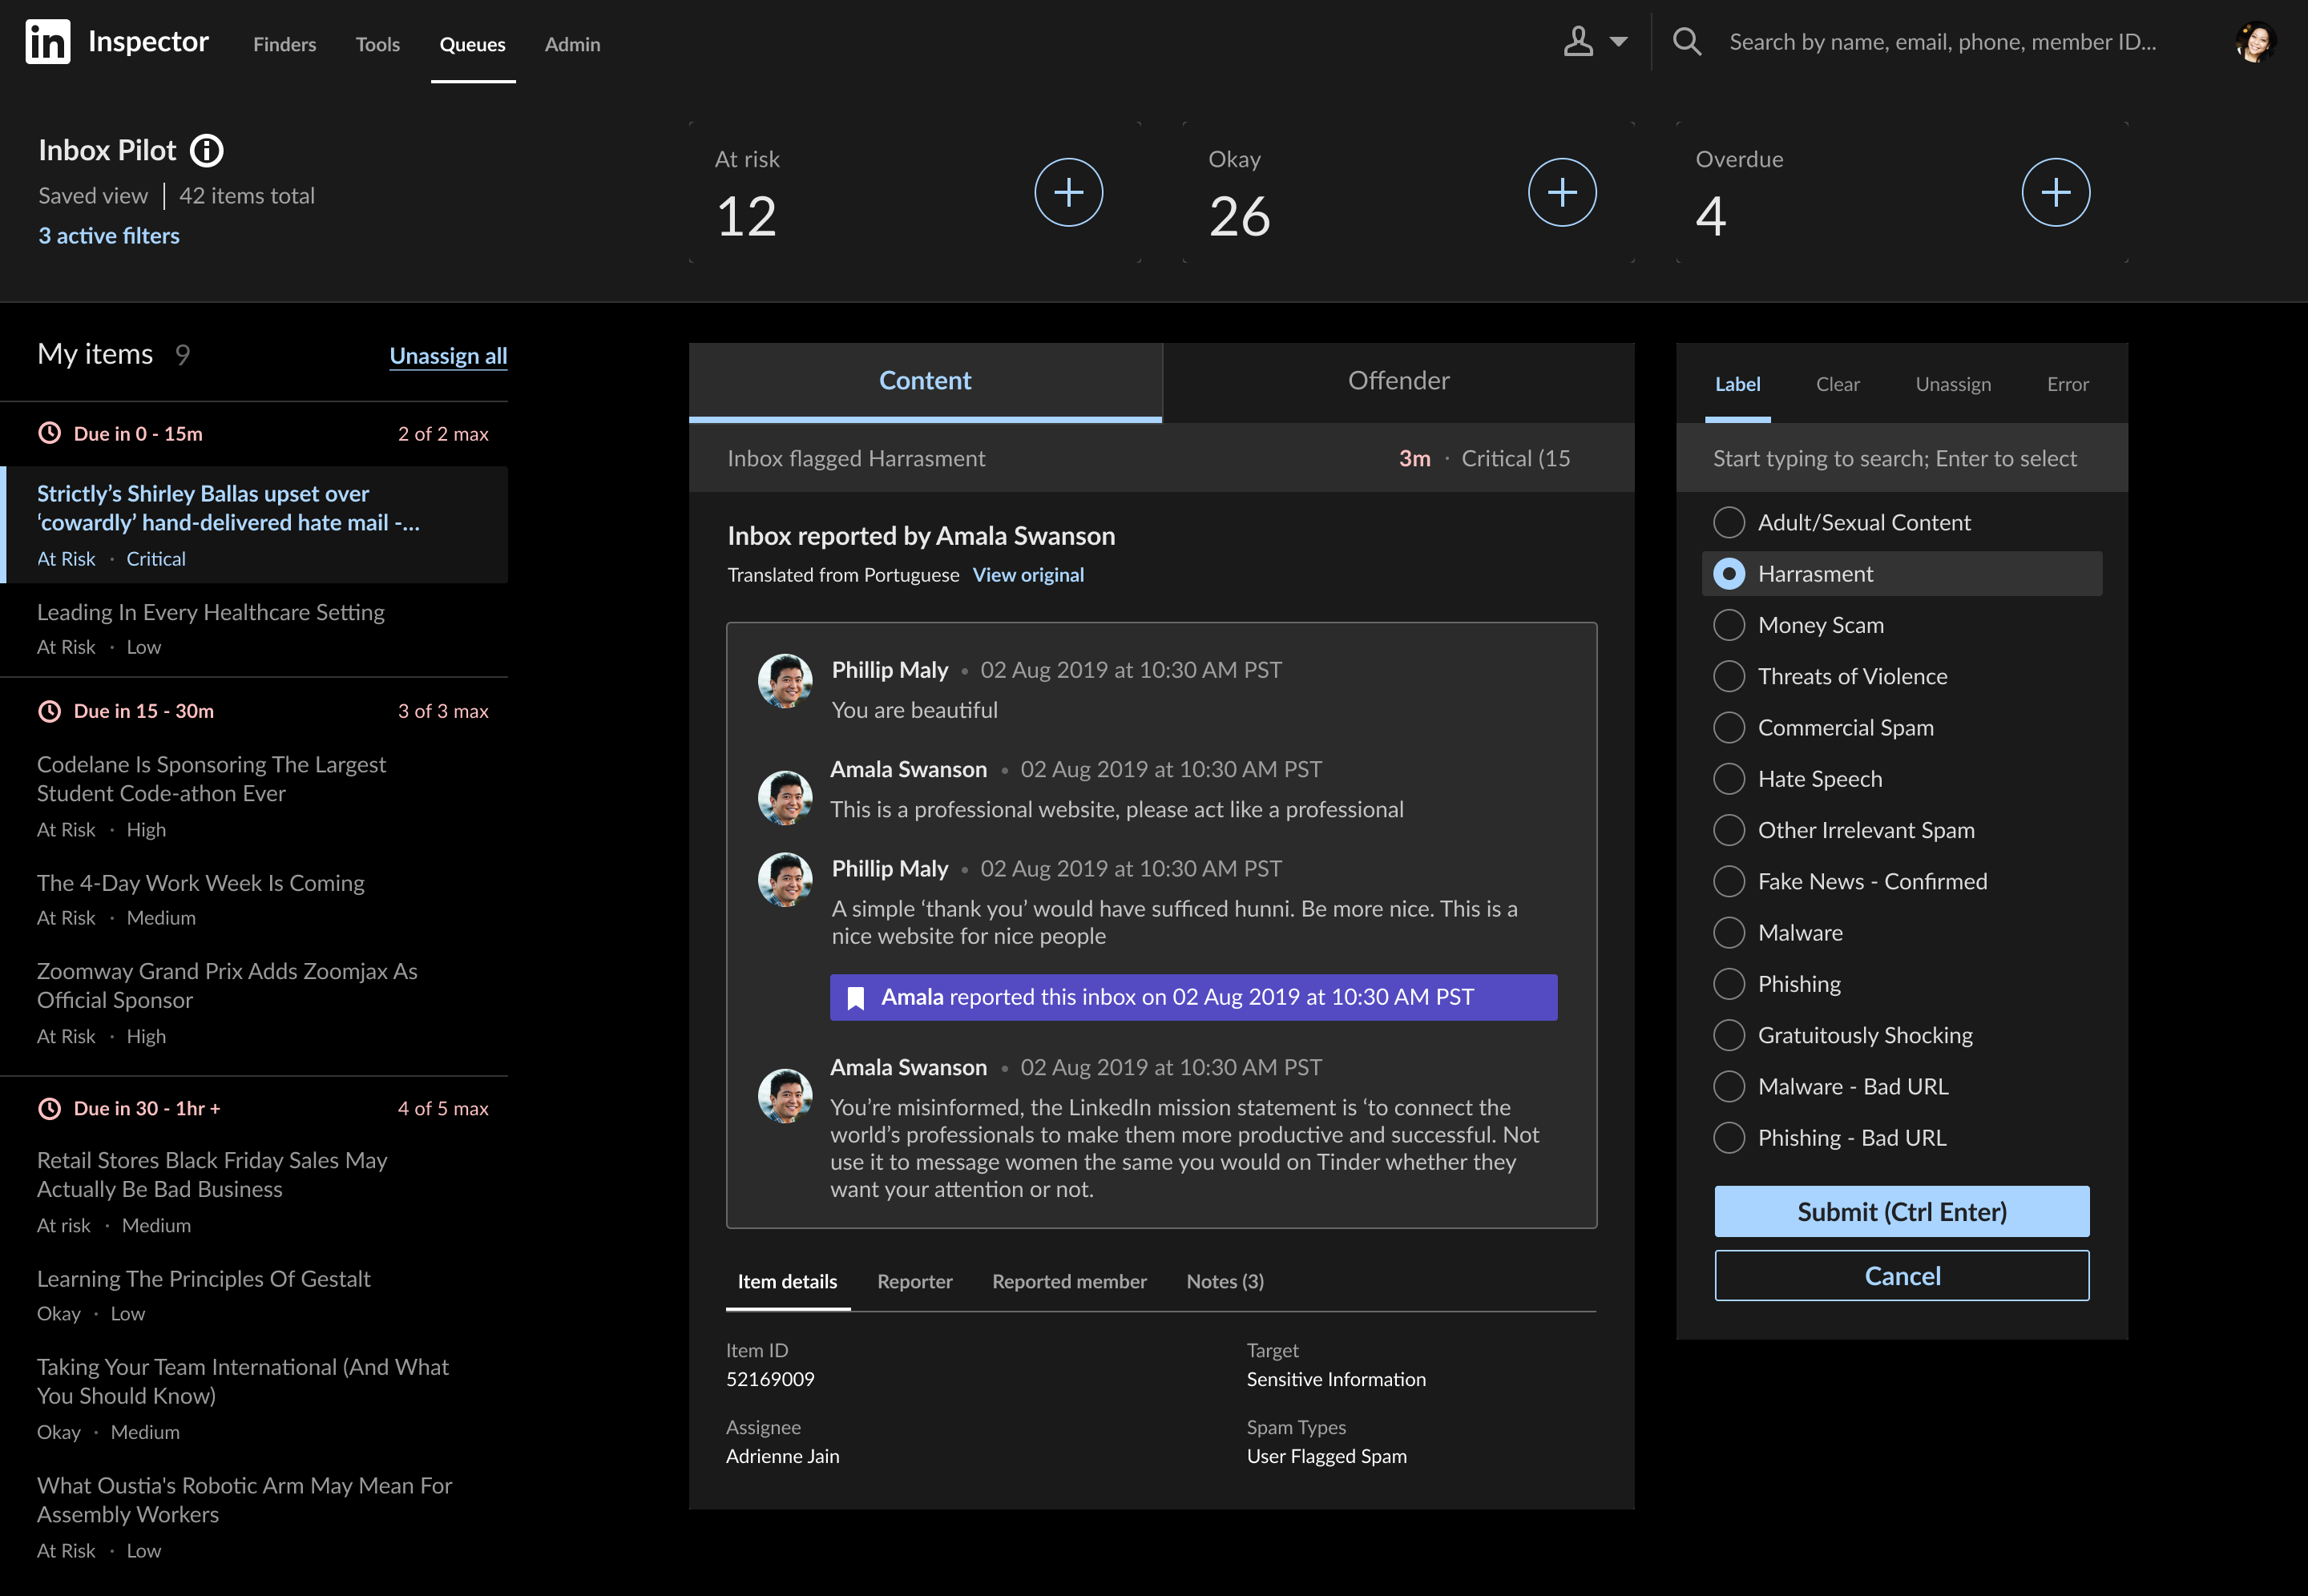 in Inspector Finders Tools Queues Admin Search by name, email, phone, member ID...
Inbox Pilot
Saved view 42 items total
3 active filters
At risk
12
Okay
26
Overdue
4
My items 9 Unassign all
Due in 0 - 15m 2 of 2 max
Strictly’s Shirley Ballas upset over
‘cowardly’ hand-delivered hate mail -...
At Risk · Critical
Leading In Every Healthcare Setting
At Risk · Low
Due in 15 - 30m 3 of 3 max
Codelane Is Sponsoring The Largest
Student Code-athon Ever
At Risk · High
The 4-Day Work Week Is Coming
At Risk · Medium
Zoomway Grand Prix Adds Zoomjax As
Official Sponsor
At Risk · High
Due in 30 - 1hr + 4 of 5 max
Retail Stores Black Friday Sales May
Actually Be Bad Business
At risk · Medium
Learning The Principles Of Gestalt
Okay · Low
Taking Your Team International (And What
You Should Know)
Okay · Medium
What Oustia's Robotic Arm May Mean For
Assembly Workers
At Risk · Low
Content Offender
Inbox flagged Harrasment 3m · Critical (15
Inbox reported by Amala Swanson
Translated from Portuguese View original
Phillip Maly • 02 Aug 2019 at 10:30 AM PST
You are beautiful
Amala Swanson • 02 Aug 2019 at 10:30 AM PST
This is a professional website, please act like a professional
Phillip Maly • 02 Aug 2019 at 10:30 AM PST
A simple ‘thank you’ would have sufficed hunni. Be more nice. This is a
nice website for nice people
Amala reported this inbox on 02 Aug 2019 at 10:30 AM PST
Amala Swanson • 02 Aug 2019 at 10:30 AM PST
You’re misinformed, the LinkedIn mission statement is ‘to connect the
world’s professionals to make them more productive and successful. Not
use it to message women the same you would on Tinder whether they
want your attention or not.
Item details Reporter Reported member Notes (3)
Item ID
52169009
Target
Sensitive Information
Assignee
Adrienne Jain
Spam Types
User Flagged Spam
Label Clear Unassign Error
Start typing to search; Enter to select
Adult/Sexual Content
Harrasment
Money Scam
Threats of Violence
Commercial Spam
Hate Speech
Other Irrelevant Spam
Fake News - Confirmed
Malware
Phishing
Gratuitously Shocking
Malware - Bad URL
Phishing - Bad URL
Submit (Ctrl Enter)
Cancel